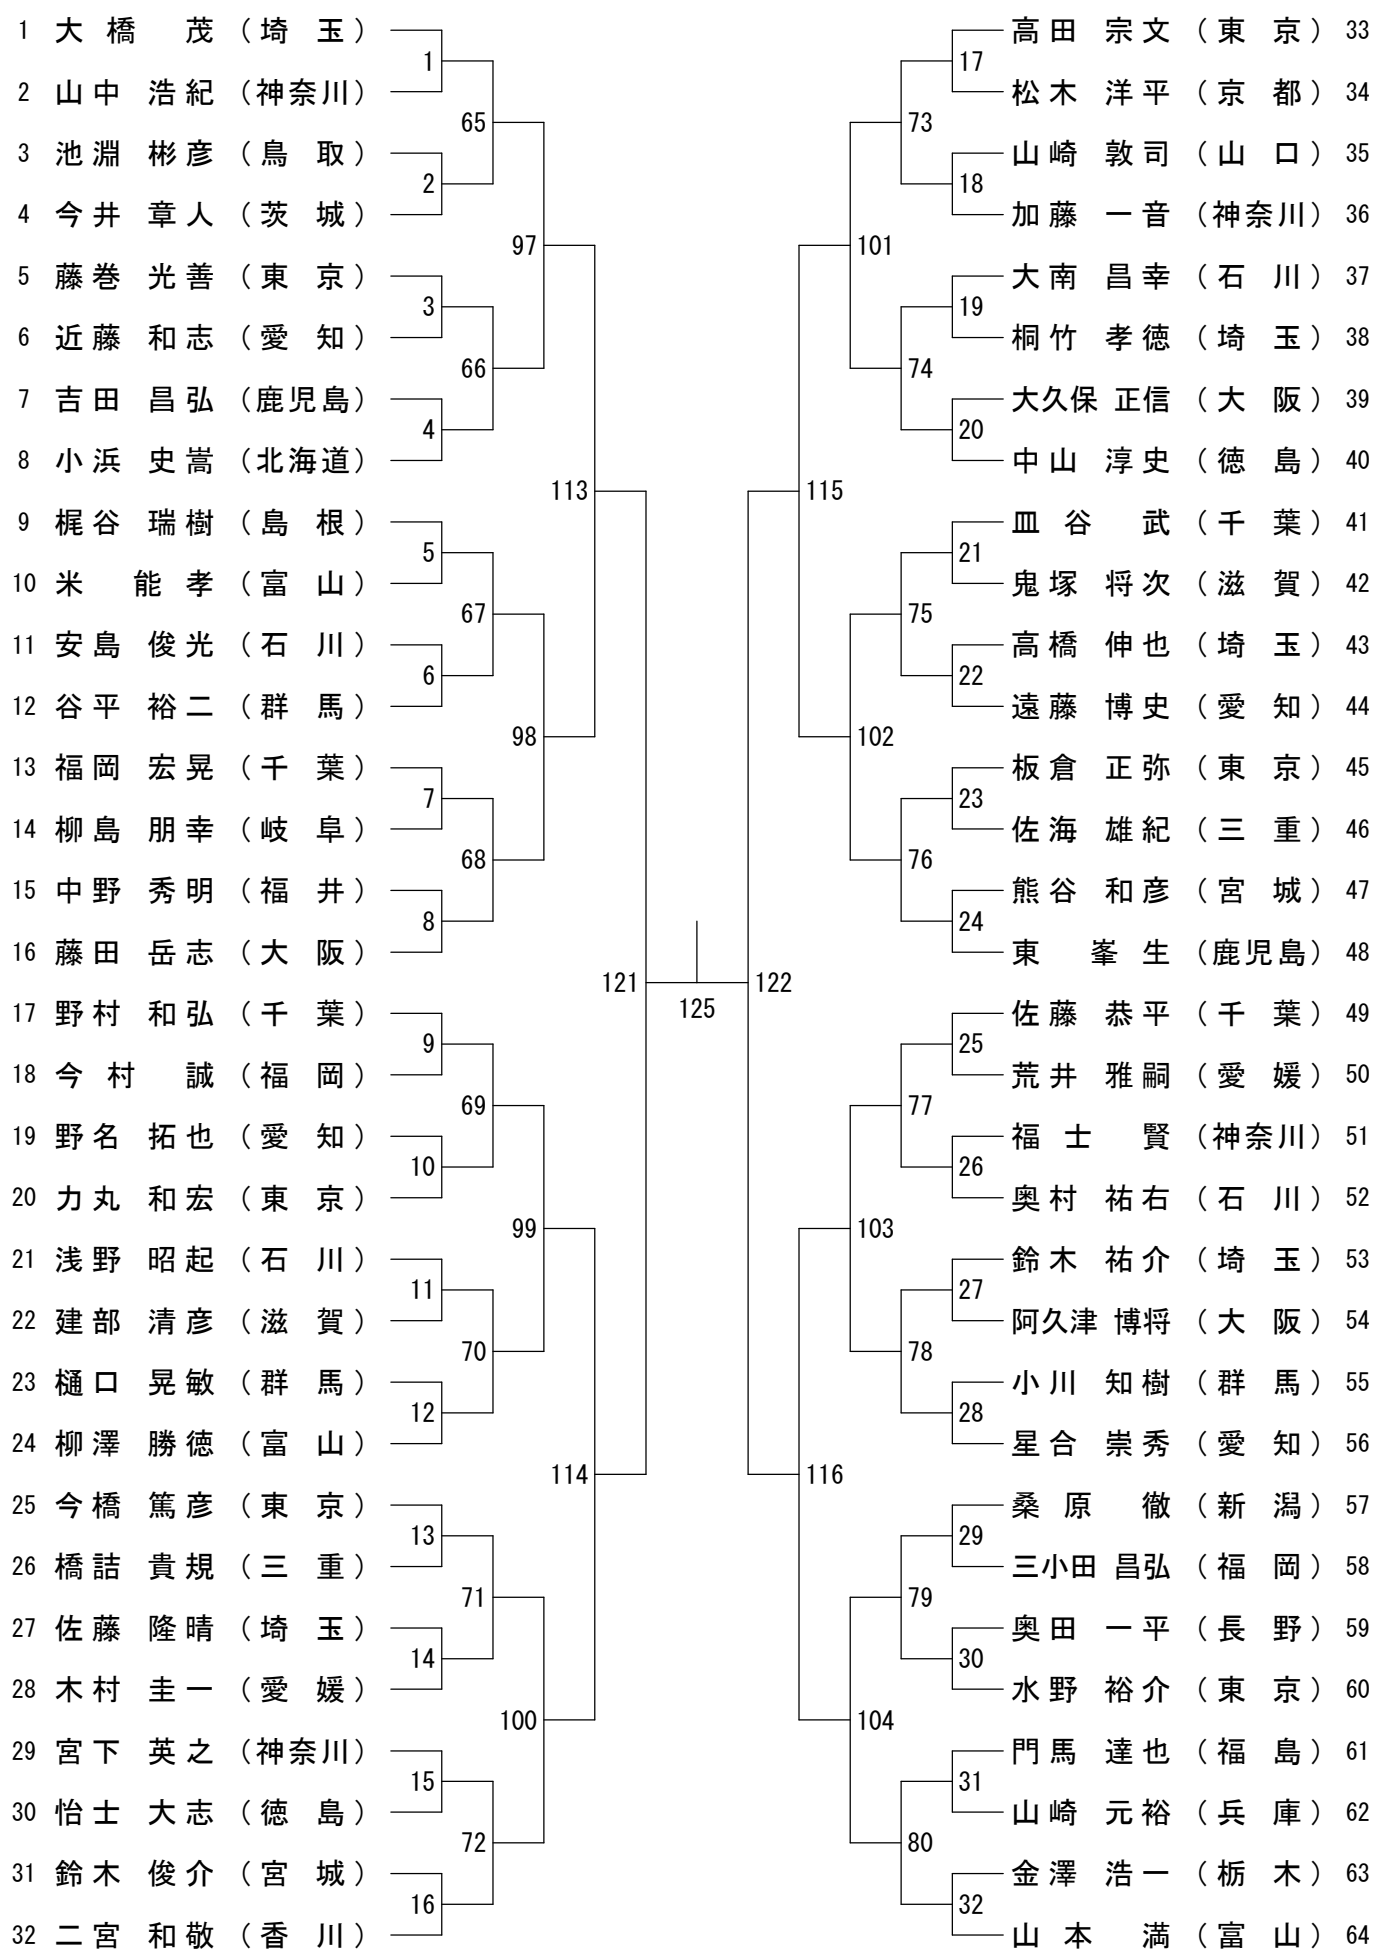 1 大橋 茂 (埼 玉)
1
2 山中 浩紀 (神奈川)
65
3 池淵 彬彦 (鳥 取)
2
4 今井 章人 (茨 城)
97
5 藤巻 光善 (東 京)
3
6 近藤 和志 (愛 知)
66
7 吉田 昌弘 (鹿児島)
4
8 小浜 史嵩 (北海道)
113
9 梶谷 瑞樹 (島 根)
5
10 米 能孝 (富 山)
67
11 安島 俊光 (石 川)
6
12 谷平 裕二 (群 馬)
98
13 福岡 宏晃 (千 葉)
7
14 柳島 朋幸 (岐 阜)
68
15 中野 秀明 (福 井)
8
16 藤田 岳志 (大 阪)
121
17 野村 和弘 (千 葉)
9
18 今村 誠 (福 岡)
69
19 野名 拓也 (愛 知)
10
20 力丸 和宏 (東 京)
99
21 浅野 昭起 (石 川)
11
22 建部 清彦 (滋 賀)
70
23 樋口 晃敏 (群 馬)
12
24 柳澤 勝徳 (富 山)
114
25 今橋 篤彦 (東 京)
13
26 橋詰 貴規 (三 重)
71
27 佐藤 隆晴 (埼 玉)
14
28 木村 圭一 (愛 媛)
100
29 宮下 英之 (神奈川)
15
30 怡士 大志 (徳 島)
72
31 鈴木 俊介 (宮 城)
16
32 二宮 和敬 (香 川)
125
高田 宗文 (東 京) 33
17
松木 洋平 (京 都) 34
73
山崎 敦司 (山 口) 35
18
加藤 一音 (神奈川) 36
101
大南 昌幸 (石 川) 37
19
桐竹 孝徳 (埼 玉) 38
74
大久保 正信 (大 阪) 39
20
中山 淳史 (徳 島) 40
115
皿谷 武 (千 葉) 41
21
鬼塚 将次 (滋 賀) 42
75
高橋 伸也 (埼 玉) 43
22
遠藤 博史 (愛 知) 44
102
板倉 正弥 (東 京) 45
23
佐海 雄紀 (三 重) 46
76
熊谷 和彦 (宮 城) 47
24
東 峯生 (鹿児島) 48
122
佐藤 恭平 (千 葉) 49
25
荒井 雅嗣 (愛 媛) 50
77
福士 賢 (神奈川) 51
26
奥村 祐右 (石 川) 52
103
鈴木 祐介 (埼 玉) 53
27
阿久津 博将 (大 阪) 54
78
小川 知樹 (群 馬) 55
28
星合 崇秀 (愛 知) 56
116
桑原 徹 (新 潟) 57
29
三小田 昌弘 (福 岡) 58
79
奥田 一平 (長 野) 59
30
水野 裕介 (東 京) 60
104
門馬 達也 (福 島) 61
31
山崎 元裕 (兵 庫) 62
80
金澤 浩一 (栃 木) 63
32
山本 満 (富 山) 64